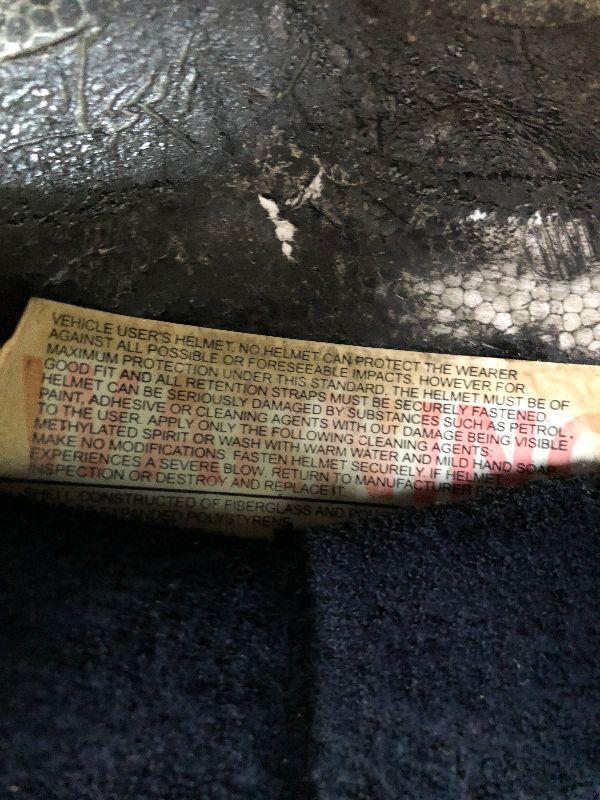 VEHICLE USER'S HELMET. NO HELMET CAN PROTECT THE WEARER
AGAINST ALL POSSIBLE OR FORESEEABLE IMPACTS. HOWEVER FOR
MAXIMUM PROTECTION UNDER THIS STANDARD, THE HELMET MUST BE OF
GOOD FIT AND ALL RETENTION STRAPS MUST BE SECURELY FASTENED.
HELMET CAN BE SERIOUSLY DAMAGED BY SUBSTANCES SUCH AS PETROL,
PAINT, ADHESIVE OR CLEANING AGENTS WITH OUT DAMAGE BEING VISIBLE
TO THE USER. APPLY ONLY THE FOLLOWING CLEANING AGENTS:
METHYLATED SPIRIT OR WASH WITH WARM WATER AND MILD HAND SOAP.
MAKE NO MODIFICATIONS. FASTEN HELMET SECURELY. IF HELMET
EXPERIENCES A SEVERE BLOW, RETURN TO MANUFACTURER
INSPECTION OR DESTROY AND REPLACE IT.
SHELL CONSTRUCTED OF FIBERGLASS AND
EXPANDED POLYSTYRENE